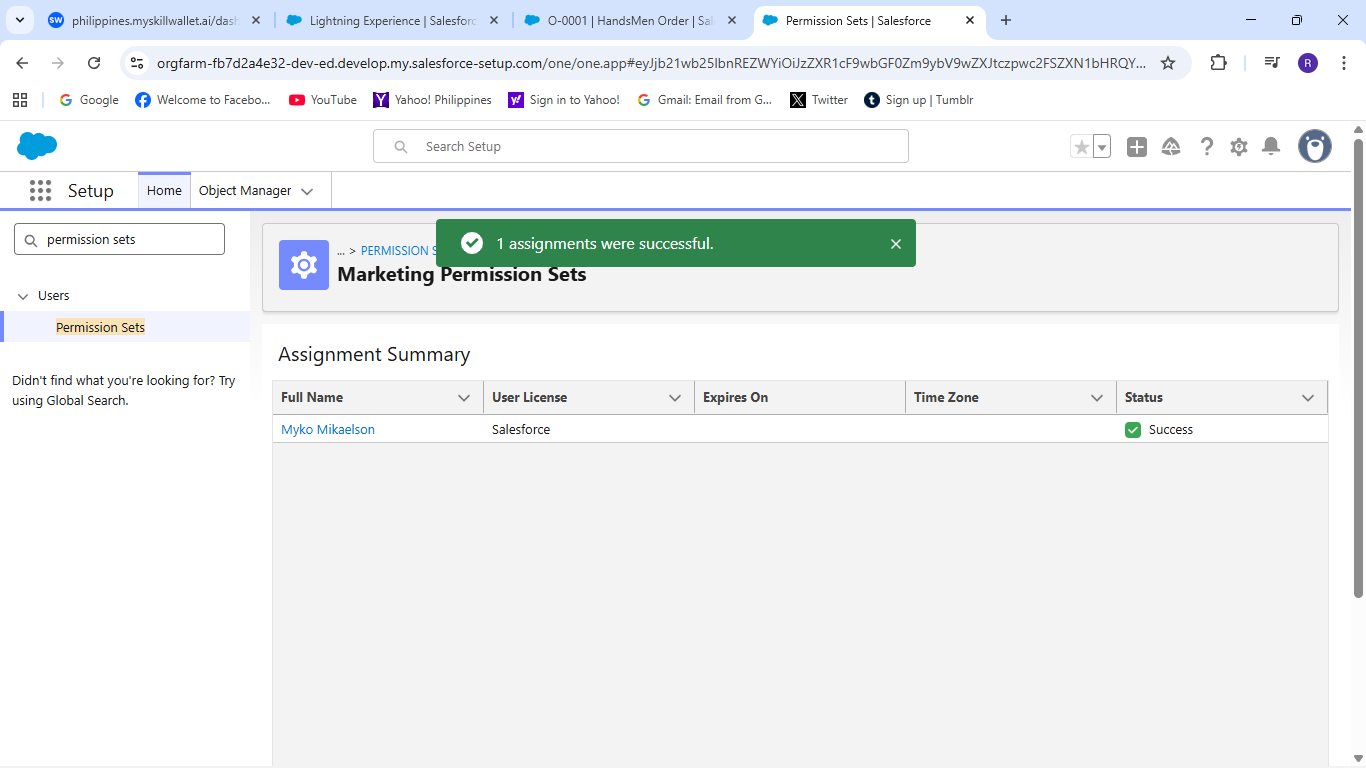 SW philippines.myskillwallet.ai/dash
Lightning Experience | Salesforc
O-0001 | HandsMen Order | Sal
Permission Sets | Salesforce
orgfarm-fb7d2a4e32-dev-ed.develop.my.salesforce-setup.com/one/one.app#eyJjb21wb25lbnREZWYiOiJzZXR1cF9wbGF0Zm9ybV9wZXJtczpwc2FSZXN1bHRQY...
R
Google
Welcome to Facebo...
YouTube
Yahoo! Philippines
Sign in to Yahoo!
Gmail: Email from G...
Twitter
Sign up | Tumblr
Search Setup
Setup
Home
Object Manager
permission sets
Users
Permission Sets
Didn't find what you're looking for? Try
using Global Search.
1 assignments were successful.
... > PERMISSION S
Marketing Permission Sets
Assignment Summary
Full Name User License Expires On Time Zone Status
Myko Mikaelson Salesforce Success